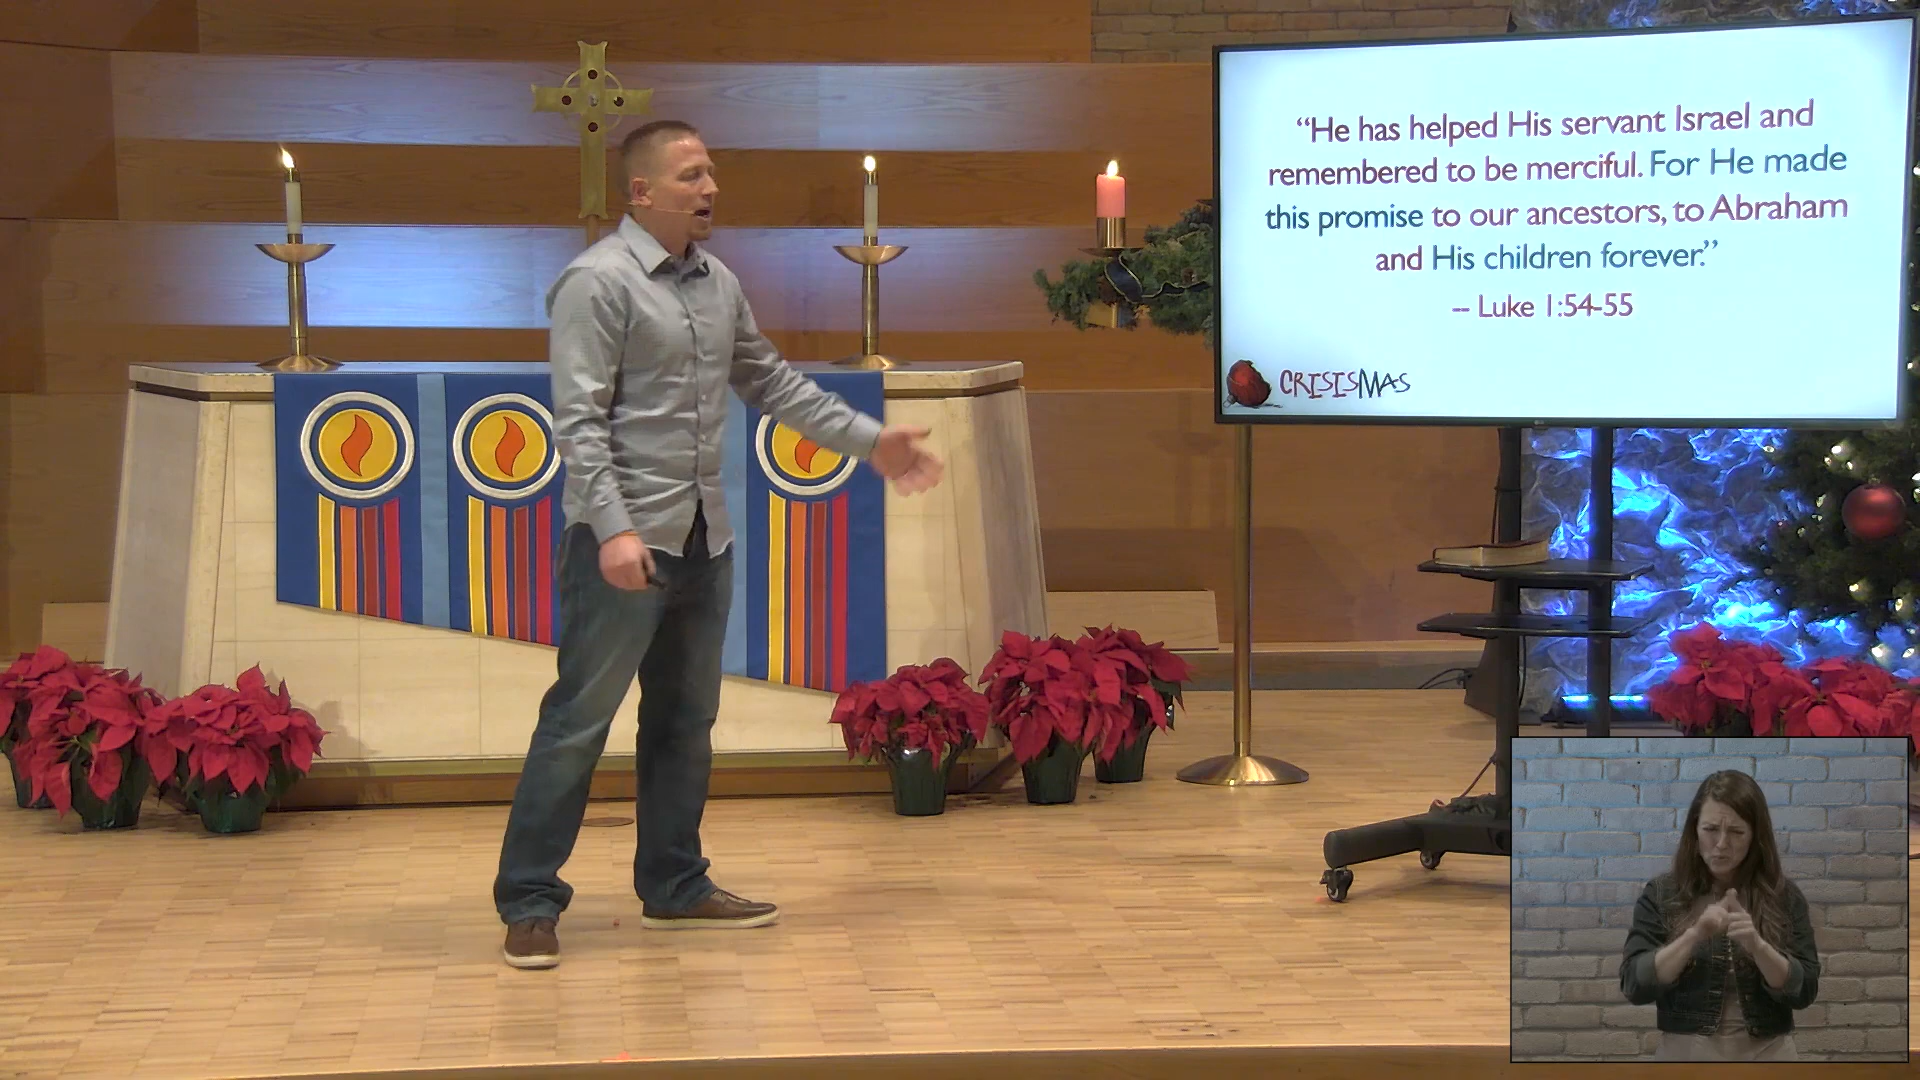 “He has helped His servant Israel and
remembered to be merciful. For He made
this promise to our ancestors, to Abraham
and His children forever.”
-- Luke 1:54-55
CRISISMAS